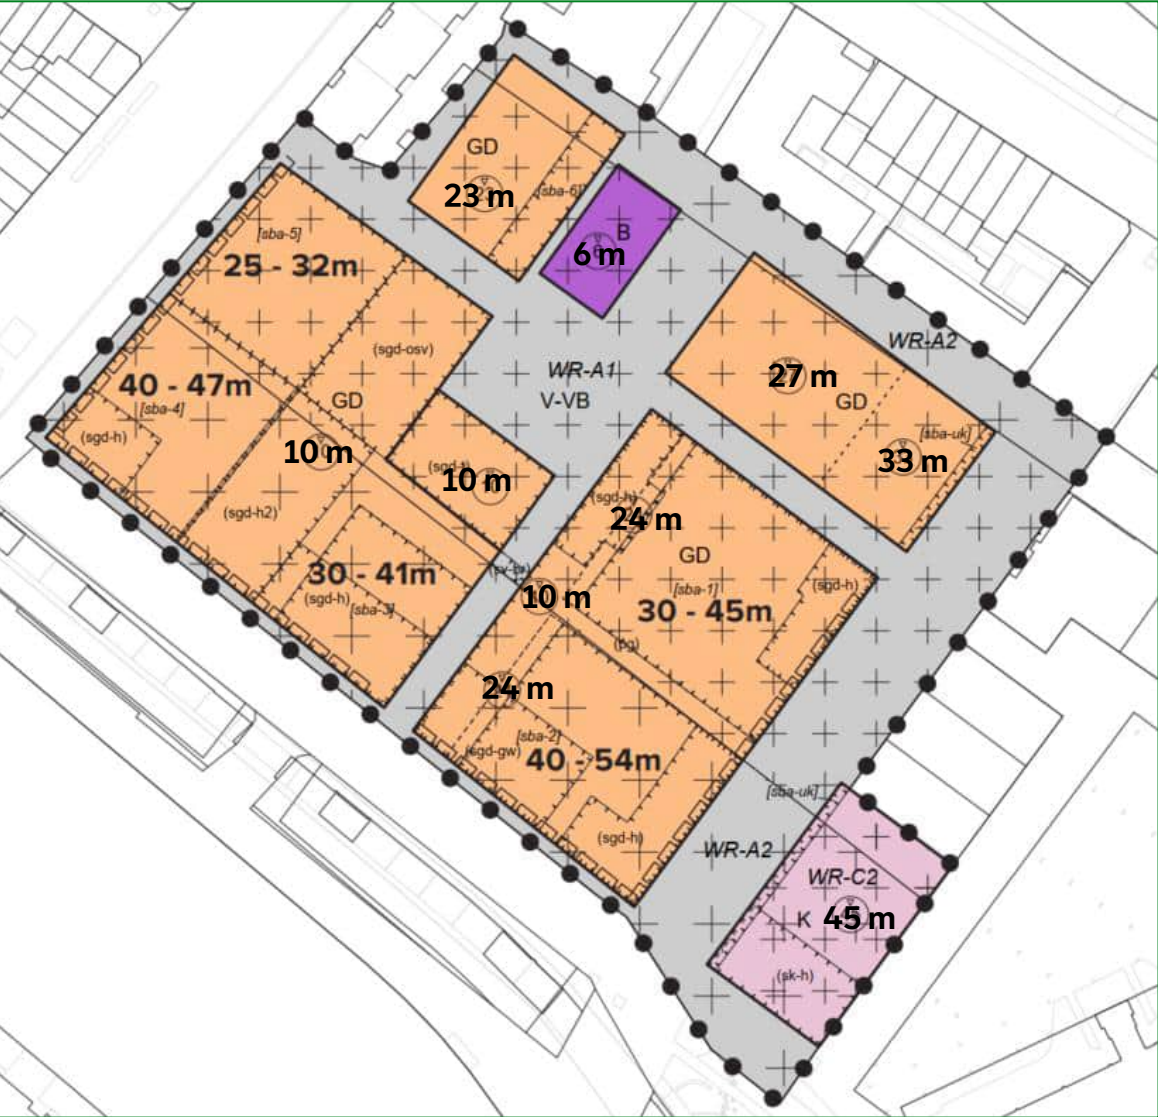 GD
23 m
[sba-6]
B
6 m
[sba-5]
25 - 32m
(sgd-osv)
WR-A2
WR-A1
V-VB
27 m
GD
40 - 47m
[sba-4]
(sgd-h)
GD
10 m
[sba-uk]
33 m
10 m
(sgd-h)
24 m
(sgd-h2)
GD
[sba-1]
30 - 45m
(sgd-h)
30 - 41m
(sgd-h)
[sba-3]
10 m
24 m
[sba-2]
(sgd-gw)
40 - 54m
(sgd-h)
[sba-uk]
WR-A2
WR-C2
K
45 m
(sk-h)